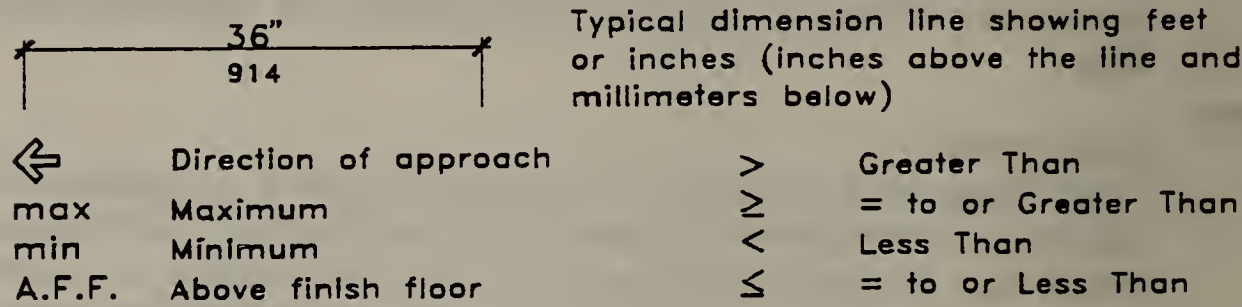 36"
914
Typical dimension line showing feet
or inches (inches above the line and
millimeters below)
Direction of approach
max Maximum
min Minimum
A.F.F. Above finish floor
> Greater Than
≥ = to or Greater Than
< Less Than
≤ = to or Less Than